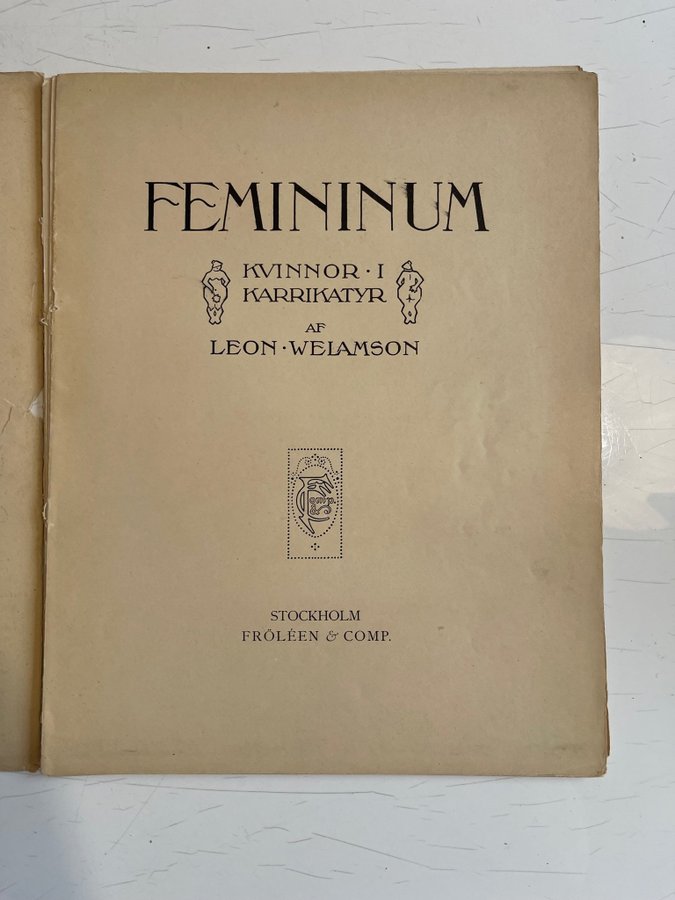 FEMININUM
KVINNOR · I
KARRIKATYR
AF
LEON · WELAMSON
STOCKHOLM
FRÖLÉEN & COMP.